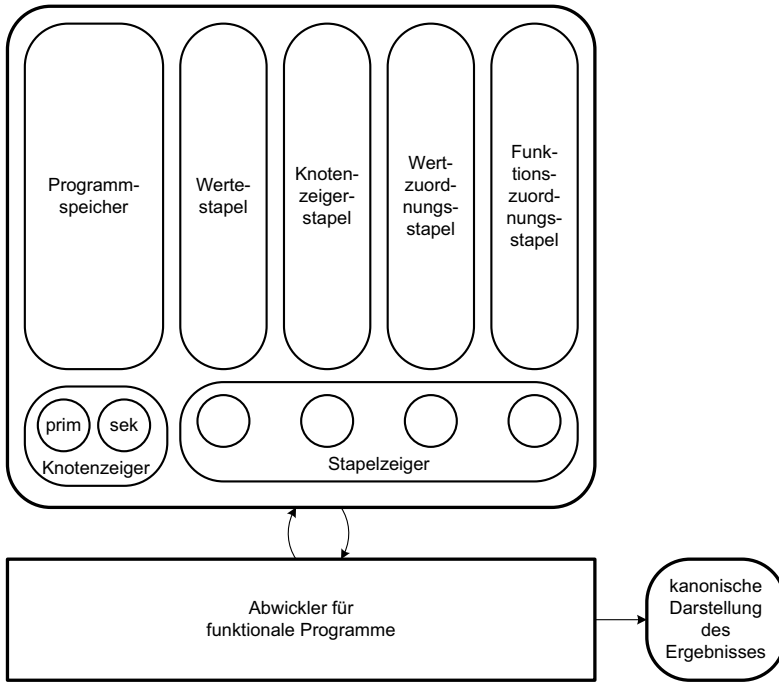 Programm-
speicher
Werte-
stapel
Knoten-
zeiger-
stapel
Wert-
zuord-
nungs-
stapel
Funk-
tions-
zuord-
nungs-
stapel
prim
sek
Knotenzeiger
Stapelzeiger
Abwickler für
funktionale Programme
kanonische
Darstellung
des
Ergebnisses